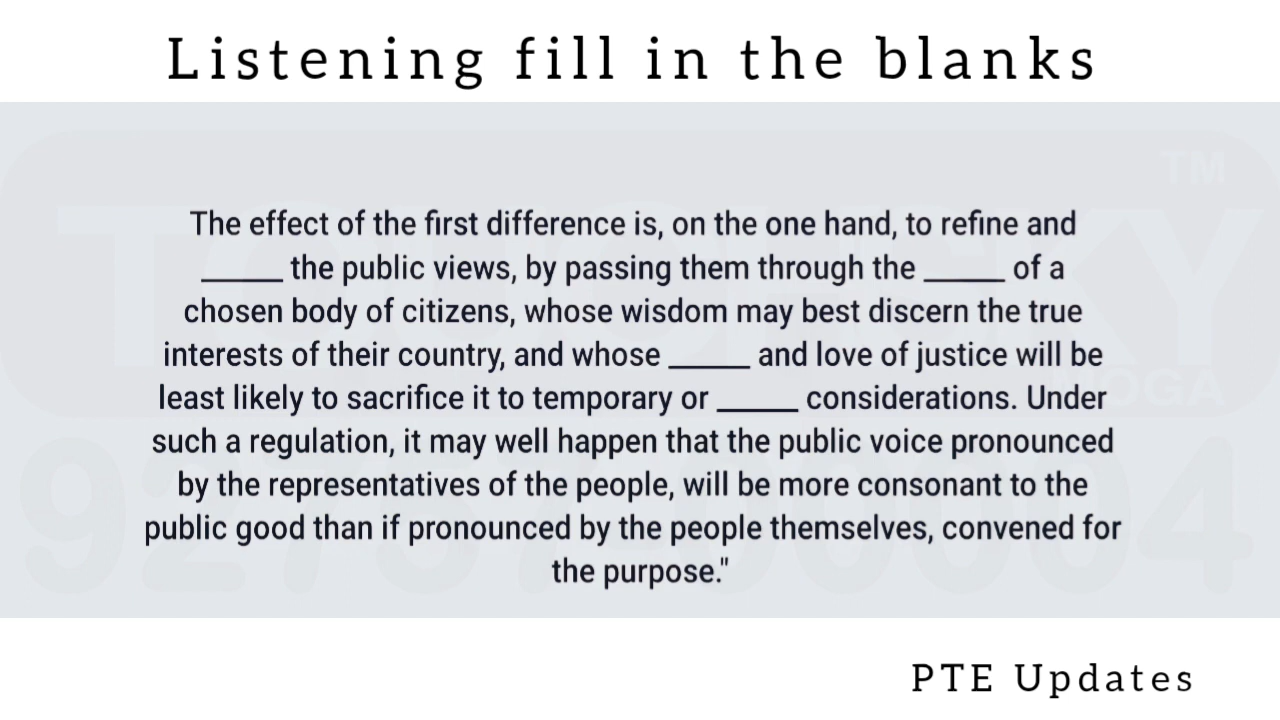 Listening fill in the blanks
TM
The effect of the first difference is, on the one hand, to refine and
______ the public views, by passing them through the ______ of a
chosen body of citizens, whose wisdom may best discern the true
interests of their country, and whose ______ and love of justice will be
least likely to sacrifice it to temporary or ______ considerations. Under
such a regulation, it may well happen that the public voice pronounced
by the representatives of the people, will be more consonant to the
public good than if pronounced by the people themselves, convened for
the purpose."
PTE Updates